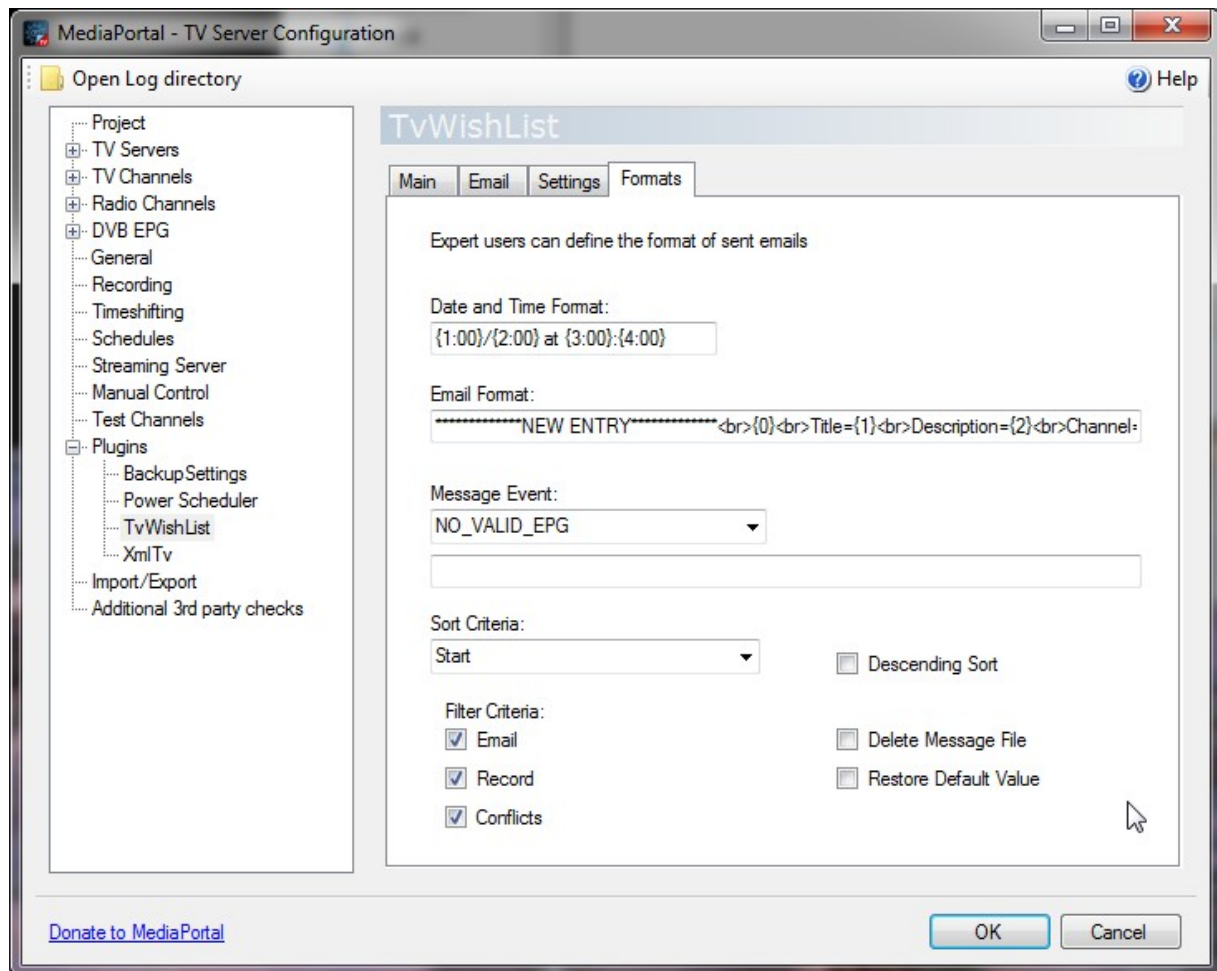 MediaPortal - TV Server Configuration
Open Log directory
Help
Project
TV Servers
TV Channels
Radio Channels
DVB EPG
General
Recording
Timeshifting
Schedules
Streaming Server
Manual Control
Test Channels
Plugins
BackupSettings
Power Scheduler
TvWishList
XmlTv
Import/Export
Additional 3rd party checks
TvWishList
Main Email Settings Formats
Expert users can define the format of sent emails
Date and Time Format:
{1:00}/{2:00} at {3:00}:{4:00}
Email Format:
*************NEW ENTRY*************<br>{0}<br>Title={1}<br>Description={2}<br>Channel=
Message Event:
NO_VALID_EPG
Sort Criteria:
Start
Descending Sort
Filter Criteria:
Email
Delete Message File
Record
Restore Default Value
Conflicts
Donate to MediaPortal
OK
Cancel